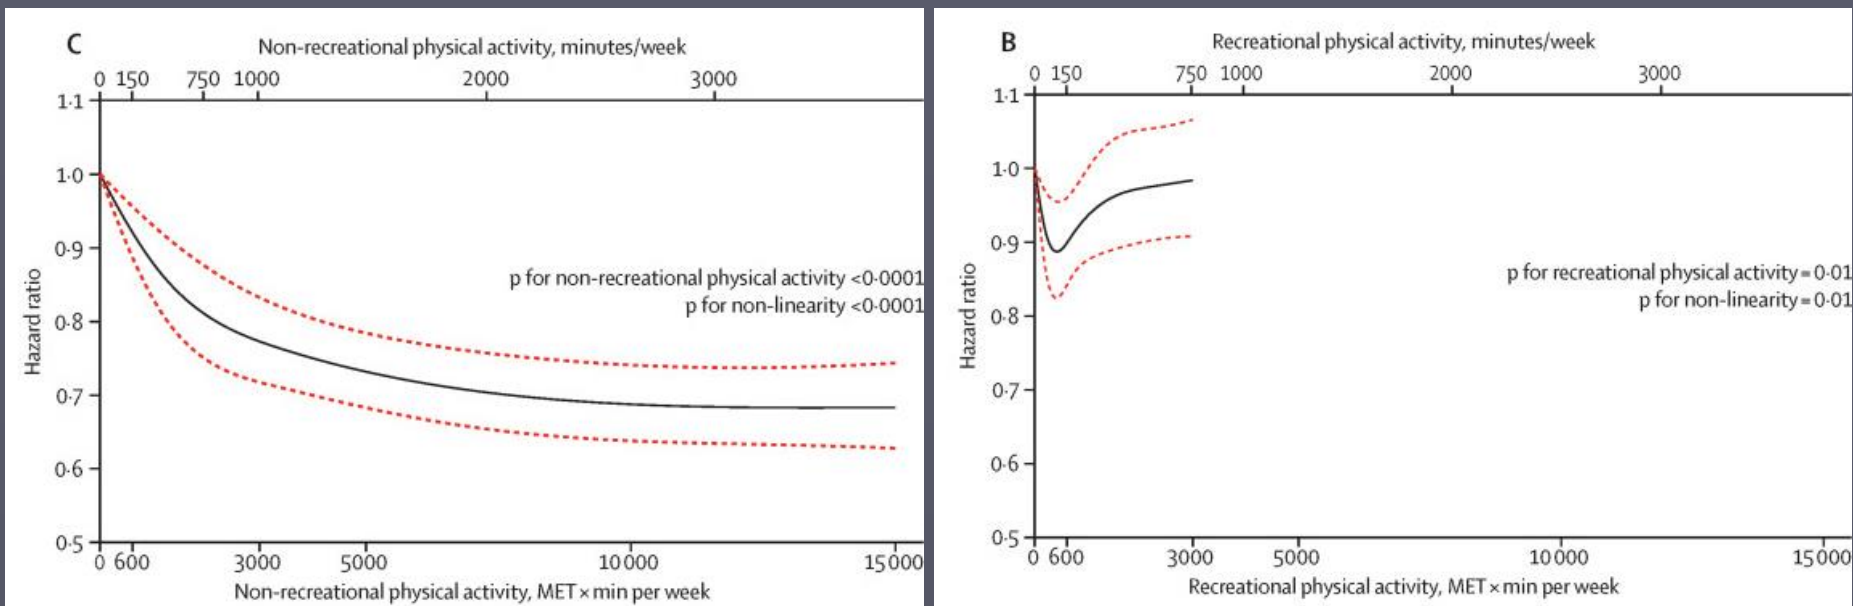 C
Non-recreational physical activity, minutes/week
0 150 750 1000 2000 3000
1·1
1·0
0·9
0·8
0·7
0·6
0·5
Hazard ratio
p for non-recreational physical activity <0·0001
p for non-linearity <0·0001
0 600 3000 5000 10000 15000
Non-recreational physical activity, MET×min per week
B
Recreational physical activity, minutes/week
0 150 750 1000 2000 3000
1·1
1·0
0·9
0·8
0·7
0·6
0·5
Hazard ratio
p for recreational physical activity=0·01
p for non-linearity=0·01
0 600 3000 5000 10000 15000
Recreational physical activity, MET×min per week